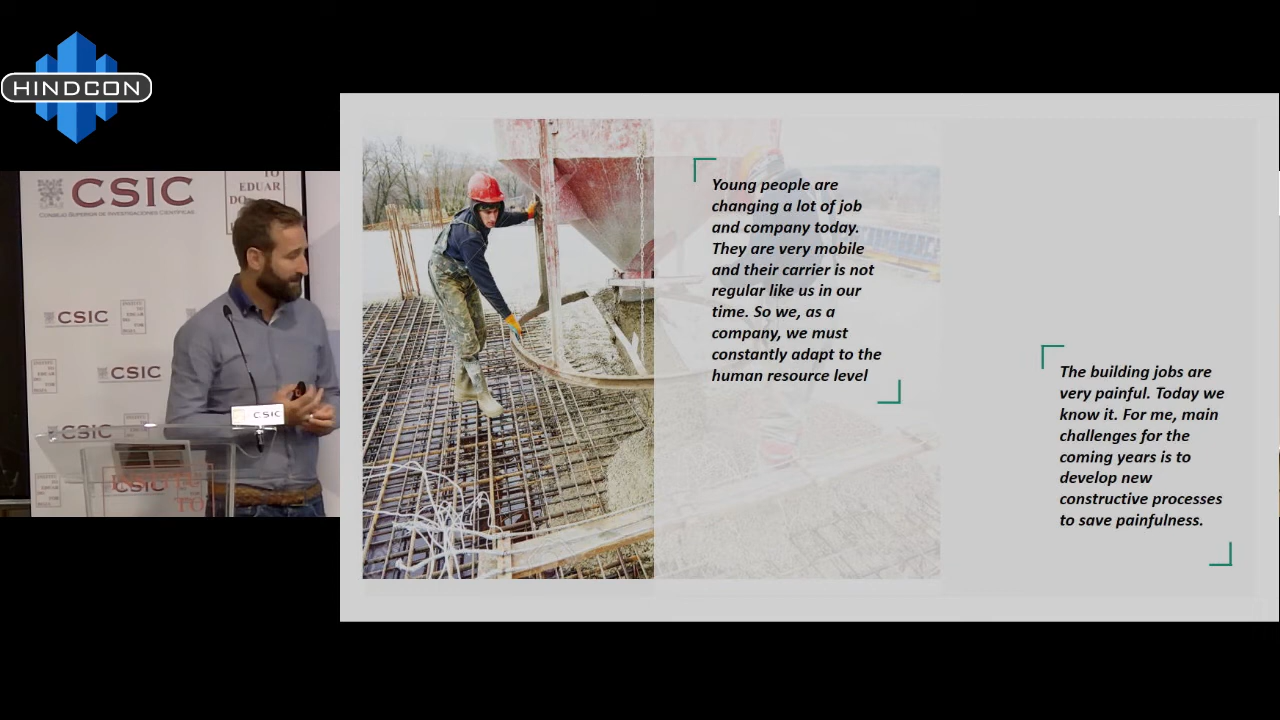 HINDCON
CSIC
CONSEJO SUPERIOR DE INVESTIGACIONES CIENTÍFICAS
TO
EDUAR
DO
CSIC
CSIC
CSIC
CSIC
CSIC
TO
Young people are
changing a lot of job
and company today.
They are very mobile
and their carrier is not
regular like us in our
time. So we, as a
company, we must
constantly adapt to the
human resource level
The building jobs are
very painful. Today we
know it. For me, main
challenges for the
coming years is to
develop new
constructive processes
to save painfulness.